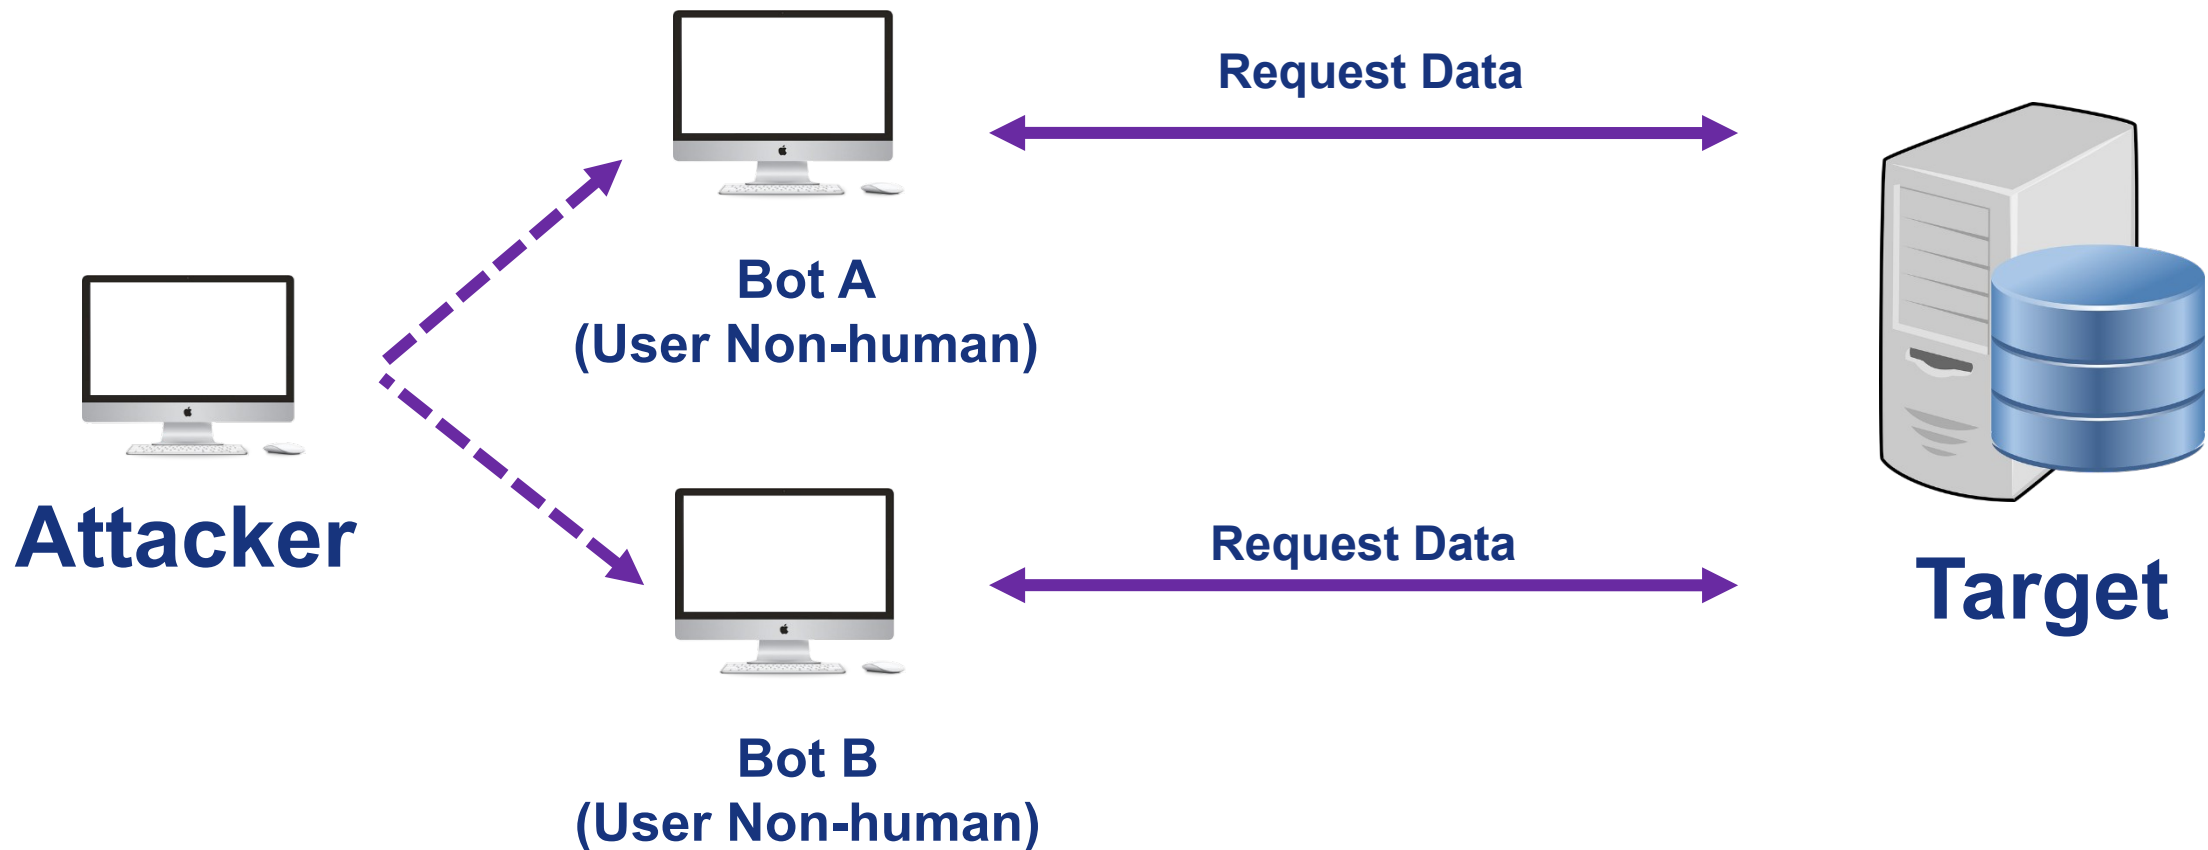 Request Data
Bot A
(User Non-human)
Attacker
Request Data
Target
Bot B
(User Non-human)